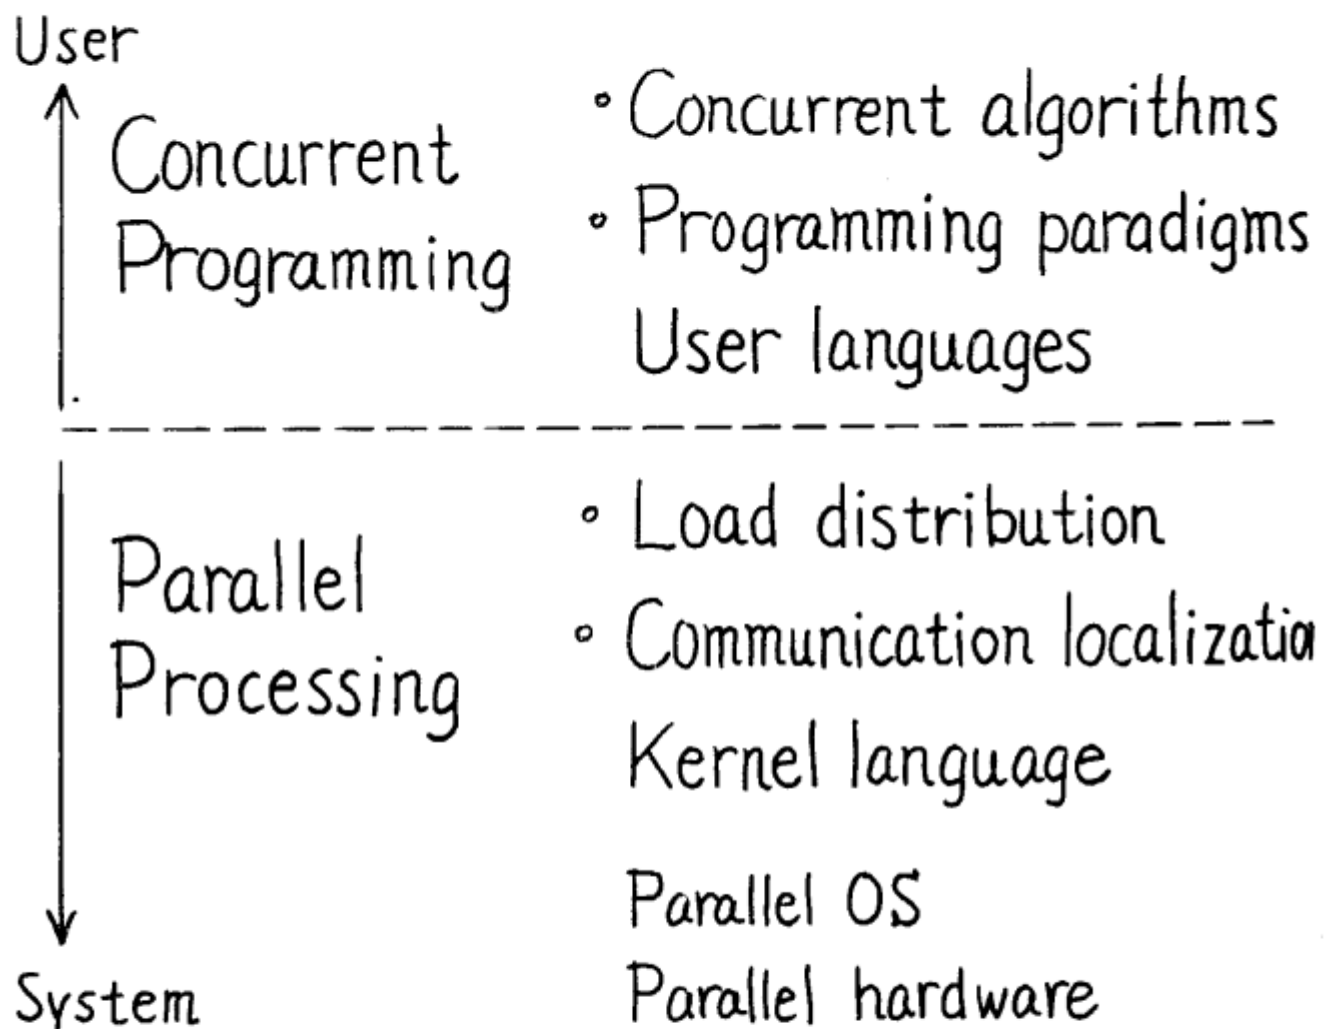 User
Concurrent
Programming
◦ Concurrent algorithms
◦ Programming paradigms
User languages
Parallel
Processing
◦ Load distribution
◦ Communication localization
Kernel language
Parallel OS
Parallel hardware
System